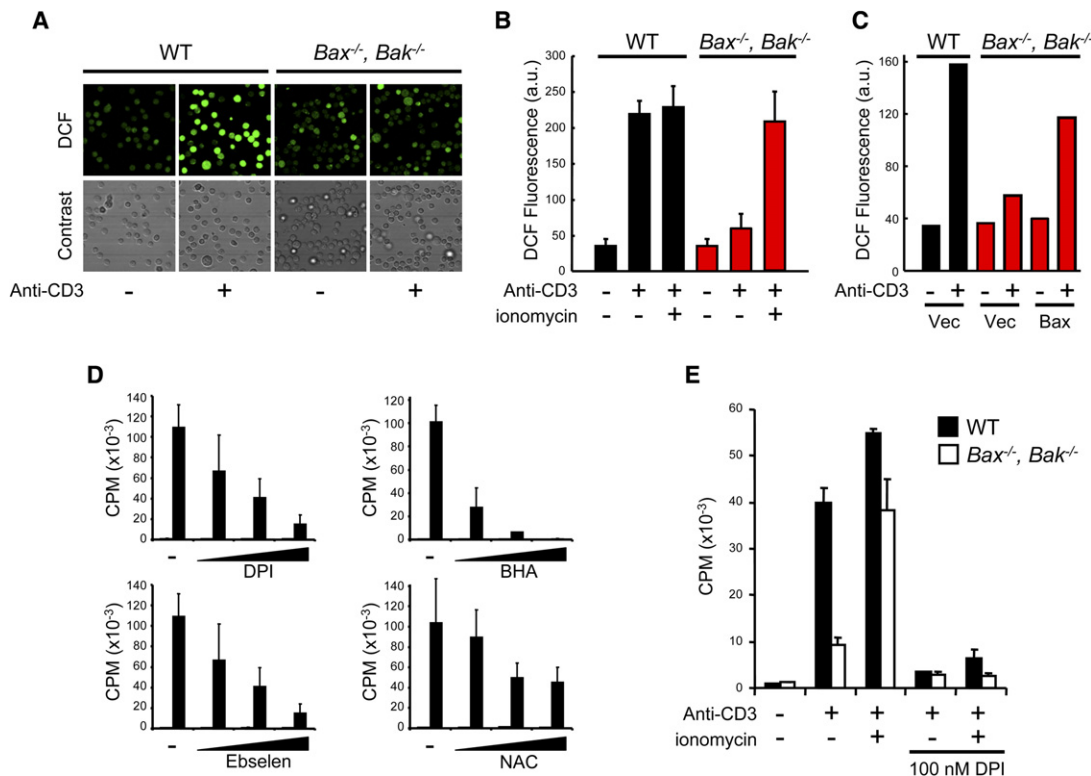 A
WT
Bax-/-, Bak-/-
DCF
Contrast
Anti-CD3 - + - +
B
WT
Bax-/-, Bak-/-
DCF Fluorescence (a.u.)
300
250
200
150
100
50
0
Anti-CD3 - + + - + +
ionomycin - - + - - +
C
WT
Bax-/-, Bak-/-
DCF Fluorescence (a.u.)
160
120
80
40
0
Anti-CD3 - + - + - +
Vec Vec Bax
D
CPM (x10-3)
140
120
100
80
60
40
20
0
-
DPI
CPM (x10-3)
120
100
80
60
40
20
0
-
BHA
CPM (x10-3)
140
120
100
80
60
40
20
0
-
Ebselen
CPM (x10-3)
140
120
100
80
60
40
20
0
-
NAC
E
CPM (x10-3)
60
50
40
30
20
10
0
WT
Bax-/-, Bak-/-
Anti-CD3 - + + + +
ionomycin - - + - +
100 nM DPI